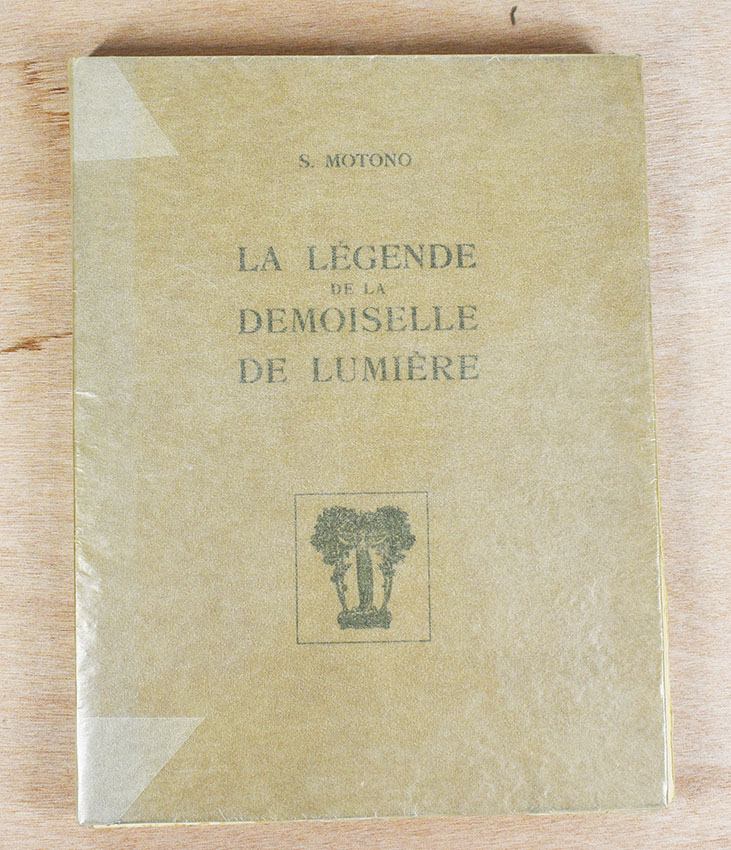 S. MOTONO
LA LÉGENDE
DE LA
DEMOISELLE
DE LUMIÈRE